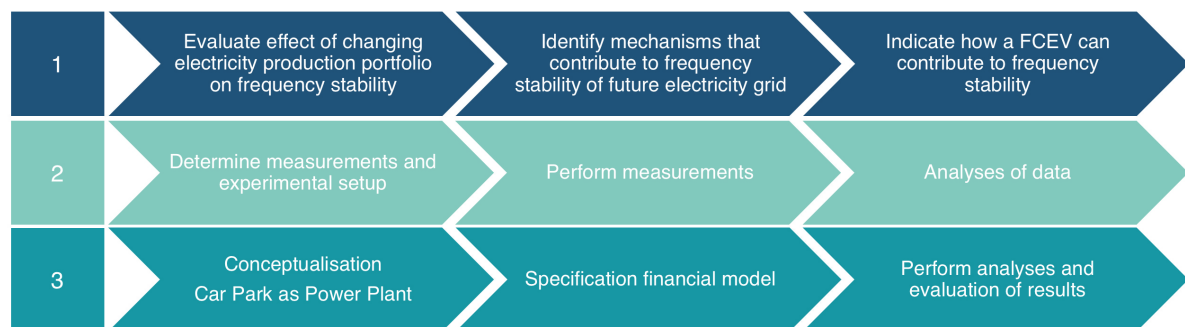 1
Evaluate effect of changing
electricity production portfolio
on frequency stability
Identify mechanisms that
contribute to frequency
stability of future electricity grid
Indicate how a FCEV can
contribute to frequency
stability
2
Determine measurements and
experimental setup
Perform measurements
Analyses of data
3
Conceptualisation
Car Park as Power Plant
Specification financial model
Perform analyses and
evaluation of results